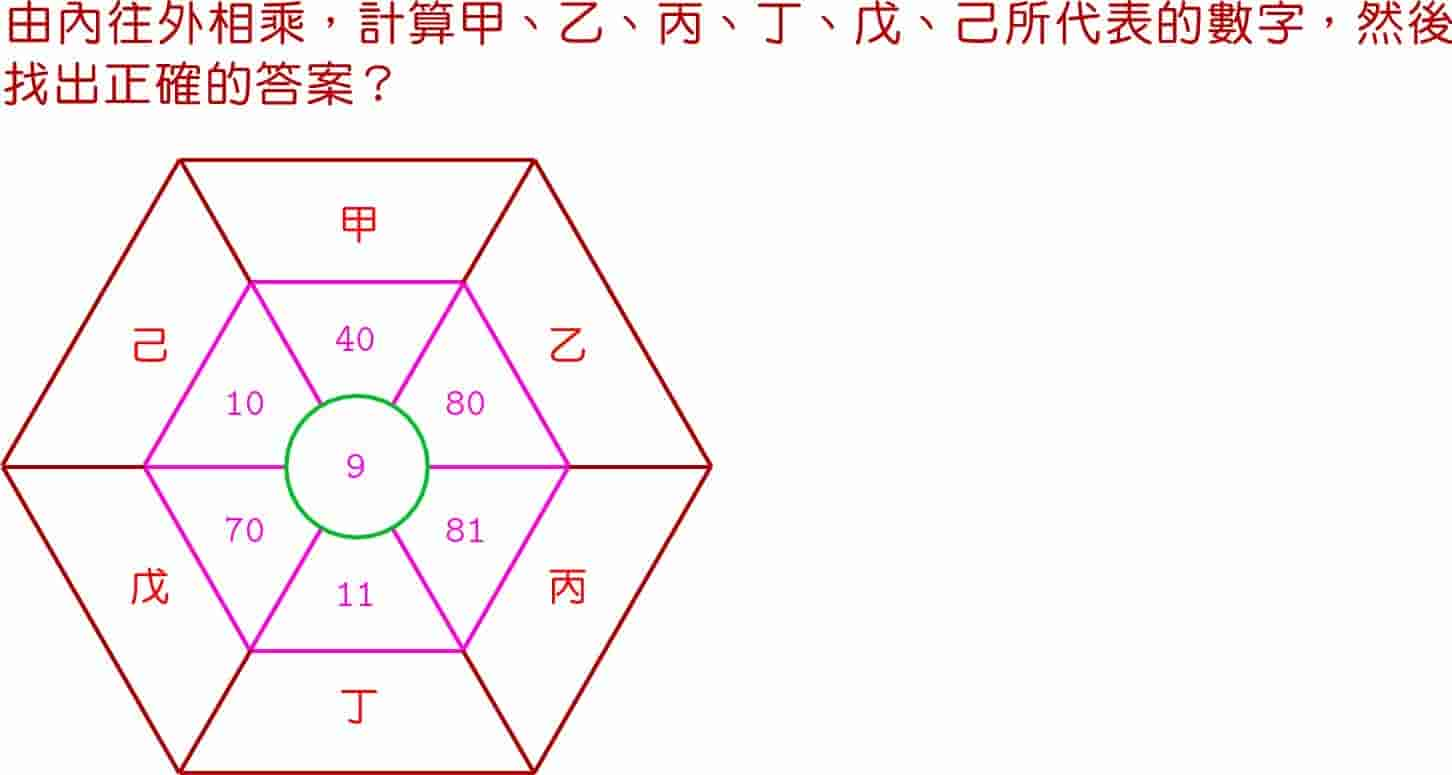 由內往外相乘，計算甲、乙、丙、丁、戊、己所代表的數字，然後
找出正確的答案？
甲
己
40
乙
10
80
9
70
81
戊
11
丙
丁